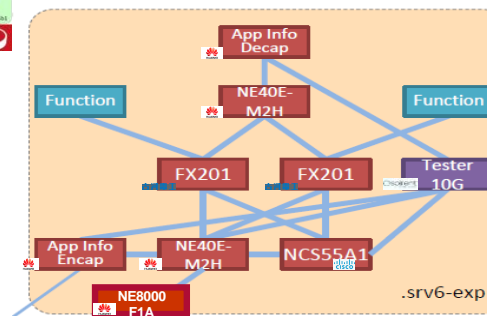 App Info
Decap
NE40E-
M2H
Function
Function
FX201
FX201
Tester
10G
App Info
Encap
NE40E-
M2H
NCS55A1
cisco
NE8000
F1A
.srv6-exp